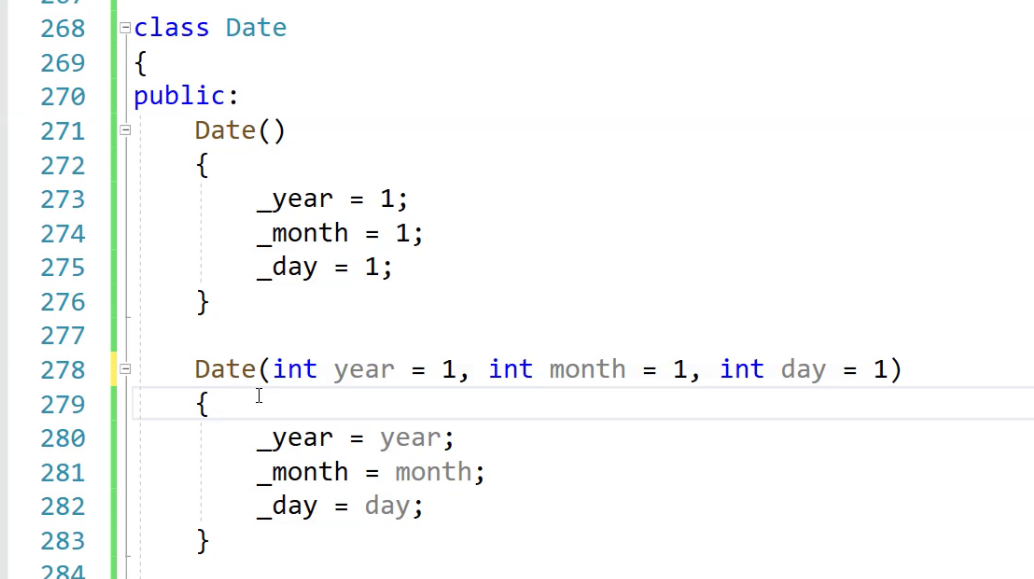 267
268 class Date
269 {
270 public:
271     Date()
272     {
273         _year = 1;
274         _month = 1;
275         _day = 1;
276     }
277
278     Date(int year = 1, int month = 1, int day = 1)
279     {
280         _year = year;
281         _month = month;
282         _day = day;
283     }
284